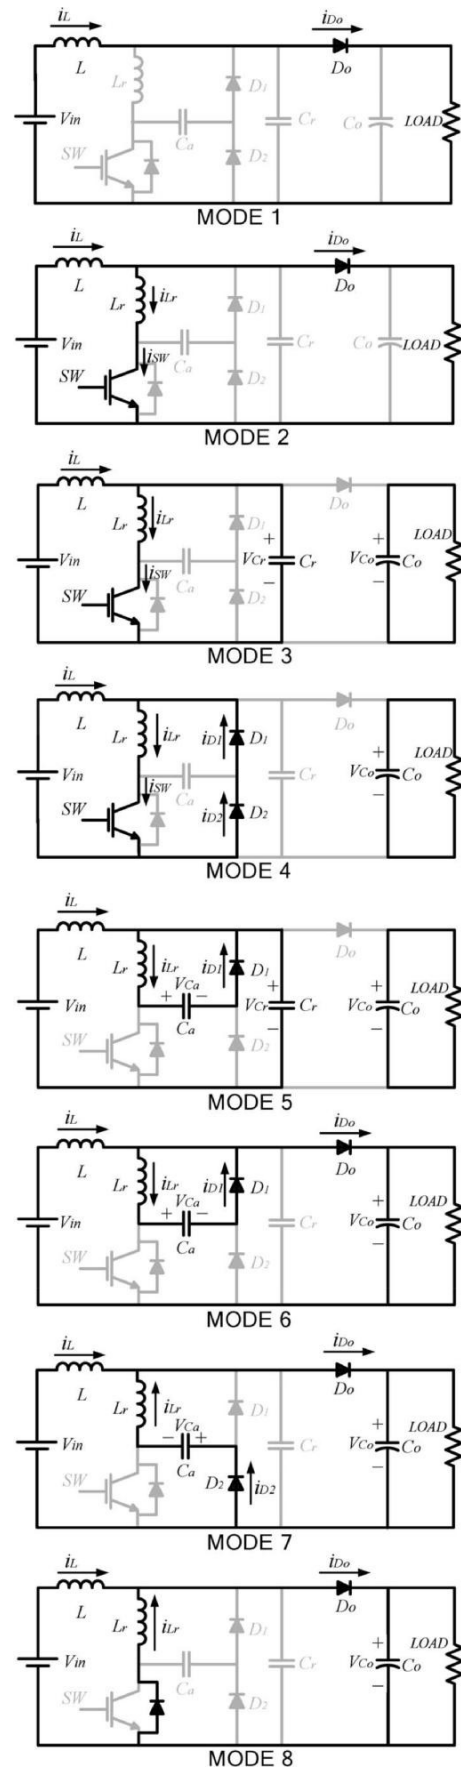 iL iDo
L Lr D1 Do
Vin Ca Cr Co LOAD
SW D2
MODE 1
iL iDo
L Lr iLr D1 Do
Vin iSW Ca Cr Co LOAD
SW D2
MODE 2
iL
L Lr iLr D1 Do
Vin iSW Ca + VCr − Cr + VCo − Co LOAD
SW D2
MODE 3
iL
L Lr iLr iD1 D1 Do
Vin iSW Ca Cr + VCo − Co LOAD
SW iD2 D2
MODE 4
iL
L Lr iLr iD1 D1 Do
Vin + VCa − Ca + VCr − Cr + VCo − Co LOAD
SW D2
MODE 5
iL iDo
L Lr iLr iD1 D1 Do
Vin + VCa − Ca Cr + VCo − Co LOAD
SW D2
MODE 6
iL iDo
L Lr iLr D1 Do
Vin − VCa + Ca Cr + VCo − Co LOAD
SW D2 iD2
MODE 7
iL iDo
L Lr iLr D1 Do
Vin Ca Cr + VCo − Co LOAD
SW D2
MODE 8